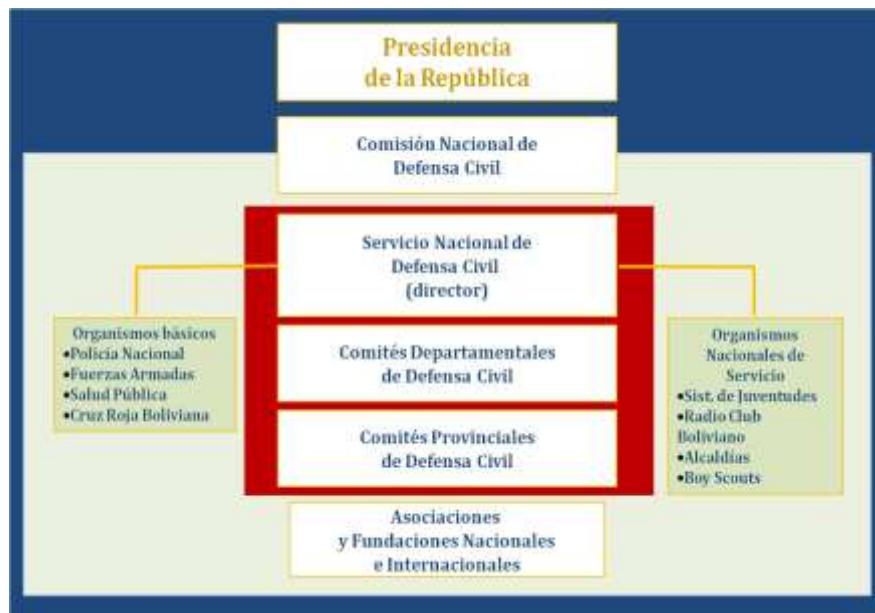 Presidencia
de la República
Comisión Nacional de
Defensa Civil
Servicio Nacional de
Defensa Civil
(director)
Organismos básicos
•Policía Nacional
•Fuerzas Armadas
•Salud Pública
•Cruz Roja Boliviana
Organismos
Nacionales de
Servicio
•Sist. de Juventudes
•Radio Club
Boliviano
•Alcaldías
•Boy Scouts
Comités Departamentales
de Defensa Civil
Comités Provinciales
de Defensa Civil
Asociaciones
y Fundaciones Nacionales
e Internacionales